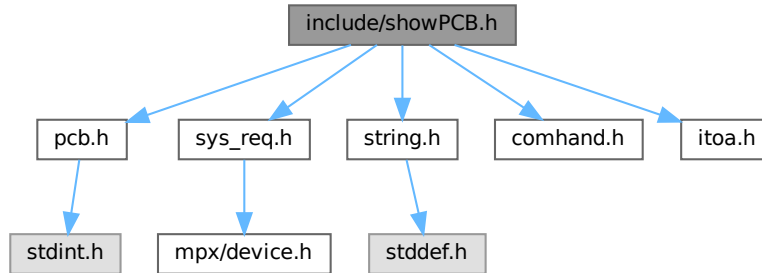 include/showPCB.h
pcb.h
sys_req.h
string.h
comhand.h
itoa.h
stdint.h
mpx/device.h
stddef.h